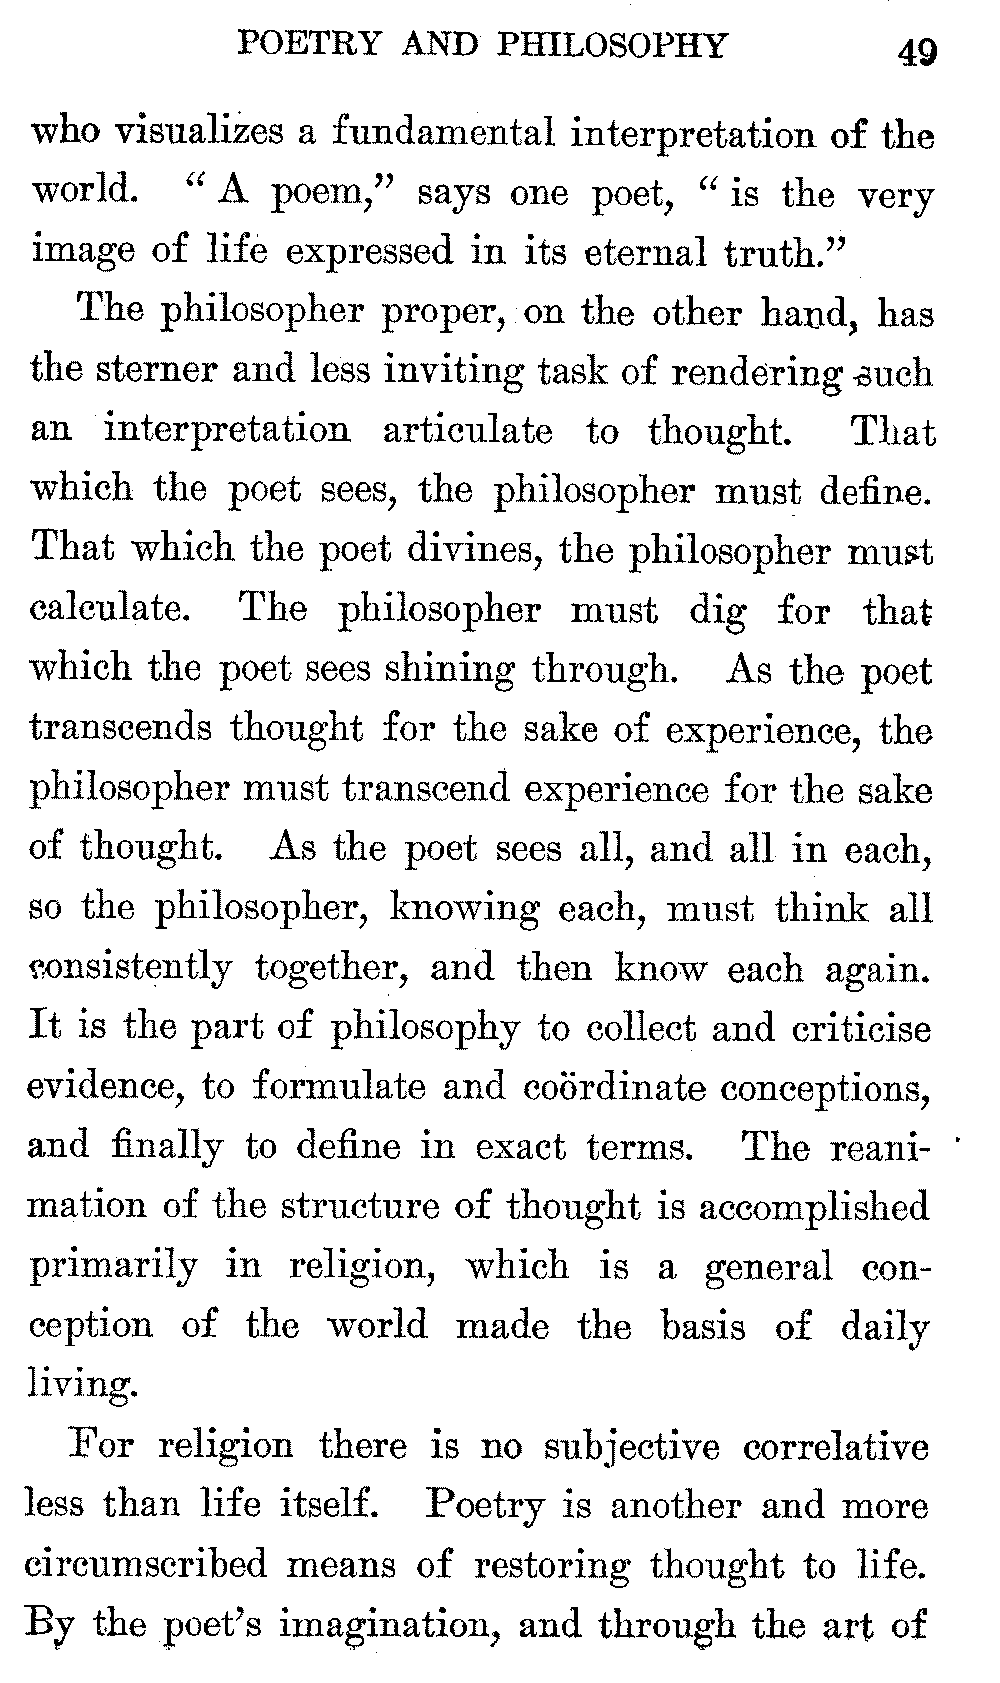 POETRY AND PHILOSOPHY 49
who visualizes a fundamental interpretation of the
world. “A poem,” says one poet, “is the very
image of life expressed in its eternal truth.”
The philosopher proper, on the other hand, has
the sterner and less inviting task of rendering such
an interpretation articulate to thought. That
which the poet sees, the philosopher must define.
That which the poet divines, the philosopher must
calculate. The philosopher must dig for that
which the poet sees shining through. As the poet
transcends thought for the sake of experience, the
philosopher must transcend experience for the sake
of thought. As the poet sees all, and all in each,
so the philosopher, knowing each, must think all
consistently together, and then know each again.
It is the part of philosophy to collect and criticise
evidence, to formulate and coördinate conceptions,
and finally to define in exact terms. The reani-
mation of the structure of thought is accomplished
primarily in religion, which is a general con-
ception of the world made the basis of daily
living.
For religion there is no subjective correlative
less than life itself. Poetry is another and more
circumscribed means of restoring thought to life.
By the poet’s imagination, and through the art of